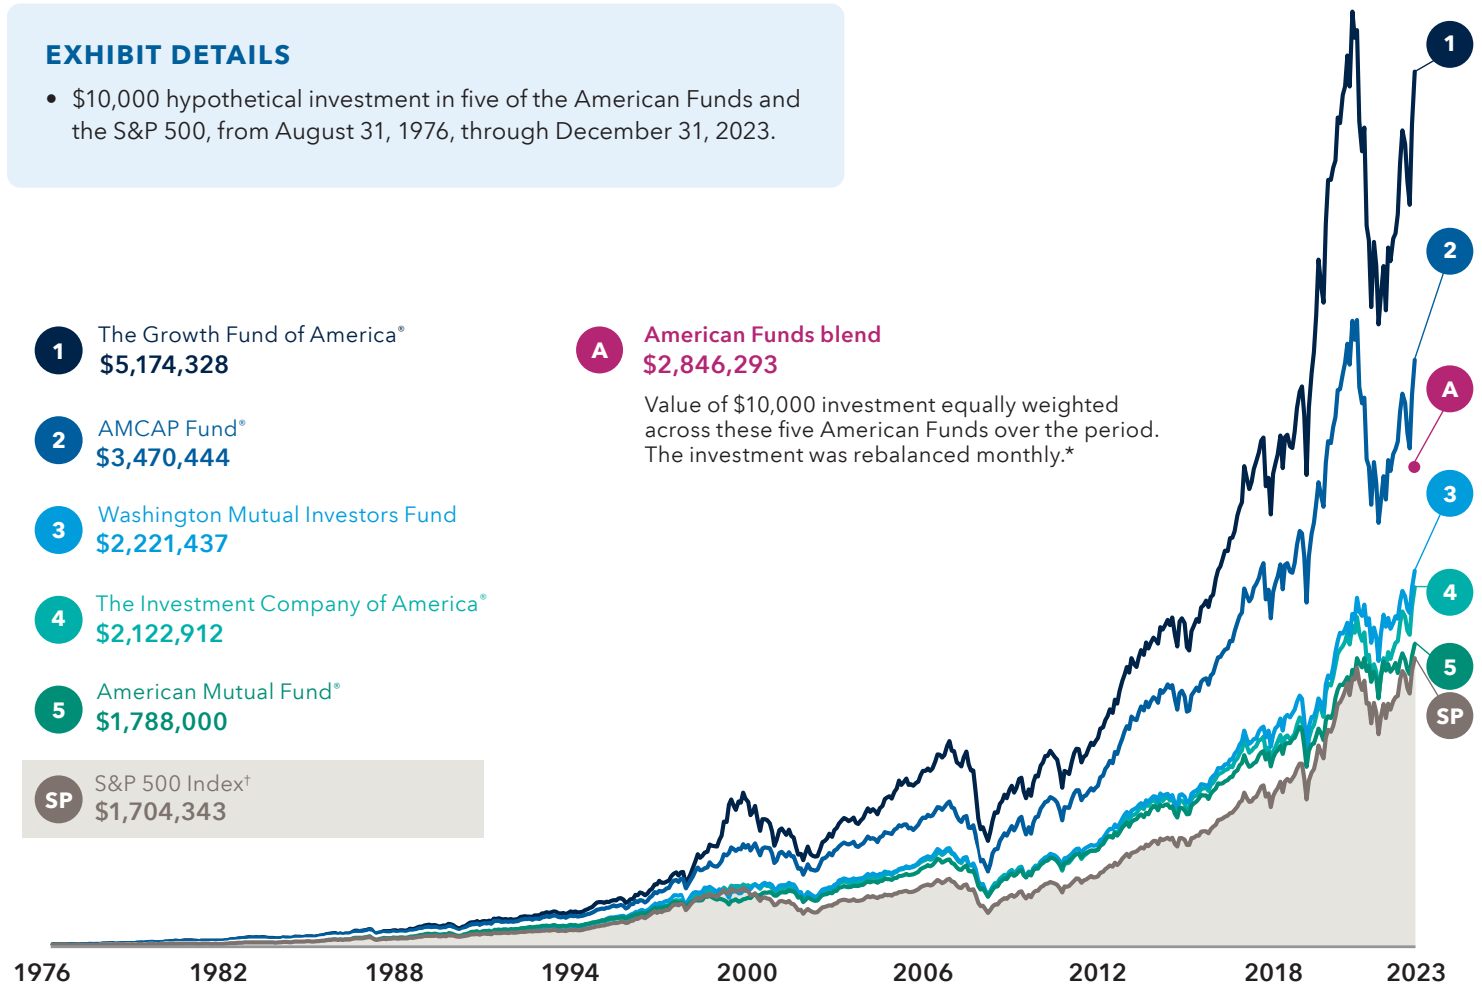 EXHIBIT DETAILS
• $10,000 hypothetical investment in five of the American Funds and
the S&P 500, from August 31, 1976, through December 31, 2023.
1
The Growth Fund of America®
$5,174,328
2
AMCAP Fund®
$3,470,444
3
Washington Mutual Investors Fund
$2,221,437
4
The Investment Company of America®
$2,122,912
5
American Mutual Fund®
$1,788,000
SP
S&P 500 Index†
$1,704,343
A
American Funds blend
$2,846,293
Value of $10,000 investment equally weighted
across these five American Funds over the period.
The investment was rebalanced monthly.*
1
2
A
3
4
5
SP
1976 1982 1988 1994 2000 2006 2012 2018 2023